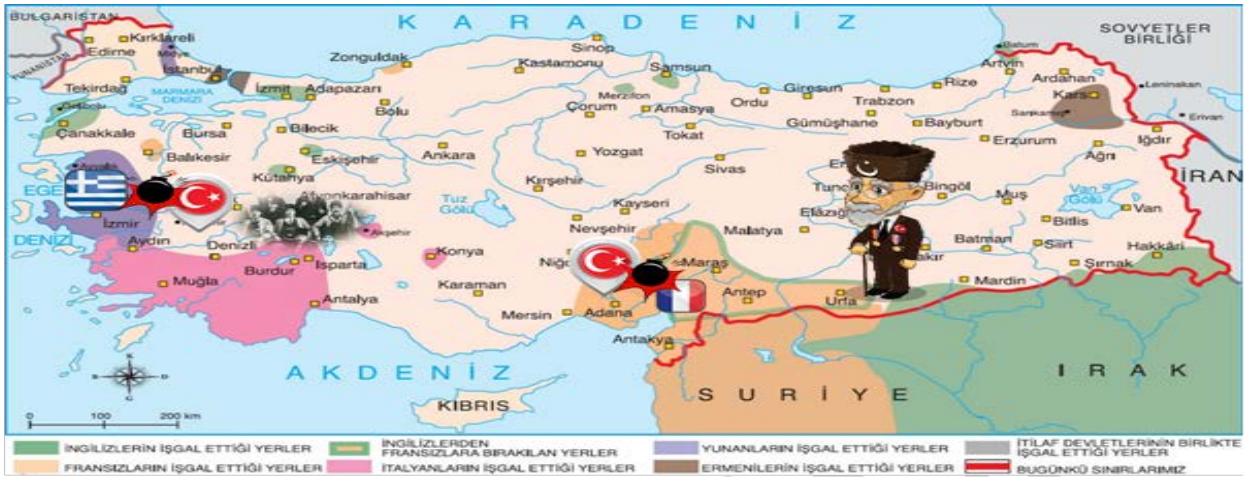 KARADENİZ
BULGARİSTAN
YUNANİSTAN
SOVYETLER
BİRLİĞİ
Kırklareli
Edirne
Midye
İstanbul
Tekirdağ
MARMARA
DENİZİ
İzmit
Adapazarı
Zonguldak
Kastamonu
Sinop
Samsun
Merzifon
Amasya
Ordu
Giresun
Trabzon
Rize
Batum
Artvin
Ardahan
Kars
Sarıkamış
Leninakan
Erivan
Iğdır
Gelibolu
Çanakkale
Bursa
Bilecik
Bolu
Çorum
Tokat
Gümüşhane
Bayburt
Erzurum
Ağrı
İRAN
Balıkesir
Eskişehir
Kütahya
Ankara
Yozgat
Sivas
Kırşehir
Afyonkarahisar
EGE
DENİZİ
İzmir
Aydın
Denizli
Akşehir
Tuz
Gölü
Kayseri
Nevşehir
Malatya
Elazığ
Bingöl
Muş
Van
Gölü
Van
Bitlis
Batman
Siirt
Hakkâri
Şırnak
Mardin
Muğla
Burdur
Isparta
Antalya
Konya
Karaman
Mersin
Adana
Maraş
Antep
Urfa
Antakya
AKDENİZ
KIBRIS
SURİYE
IRAK
K
B
D
G
0 100 200 km
İNGİLİZLERİN İŞGAL ETTİĞİ YERLER
İNGİLİZLERDEN
FRANSIZLARA BIRAKILAN YERLER
YUNANLARIN İŞGAL ETTİĞİ YERLER
İTİLAF DEVLETLERİNİN BİRLİKTE
İŞGAL ETTİĞİ YERLER
FRANSIZLARIN İŞGAL ETTİĞİ YERLER
İTALYANLARIN İŞGAL ETTİĞİ YERLER
ERMENİLERİN İŞGAL ETTİĞİ YERLER
BUGÜNKÜ SINIRLARIMIZ